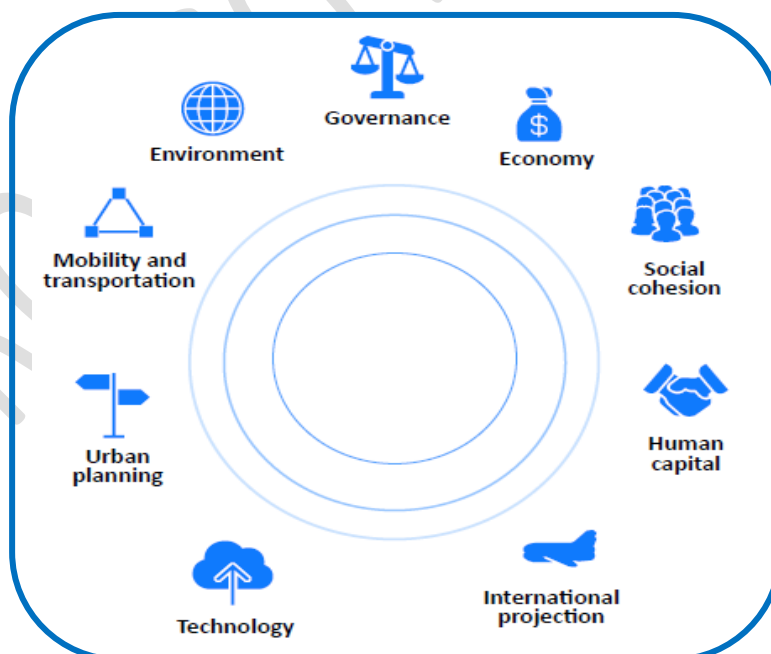 Governance
Environment
Economy
Mobility and
transportation
Social
cohesion
Urban
planning
Human
capital
Technology
International
projection
$